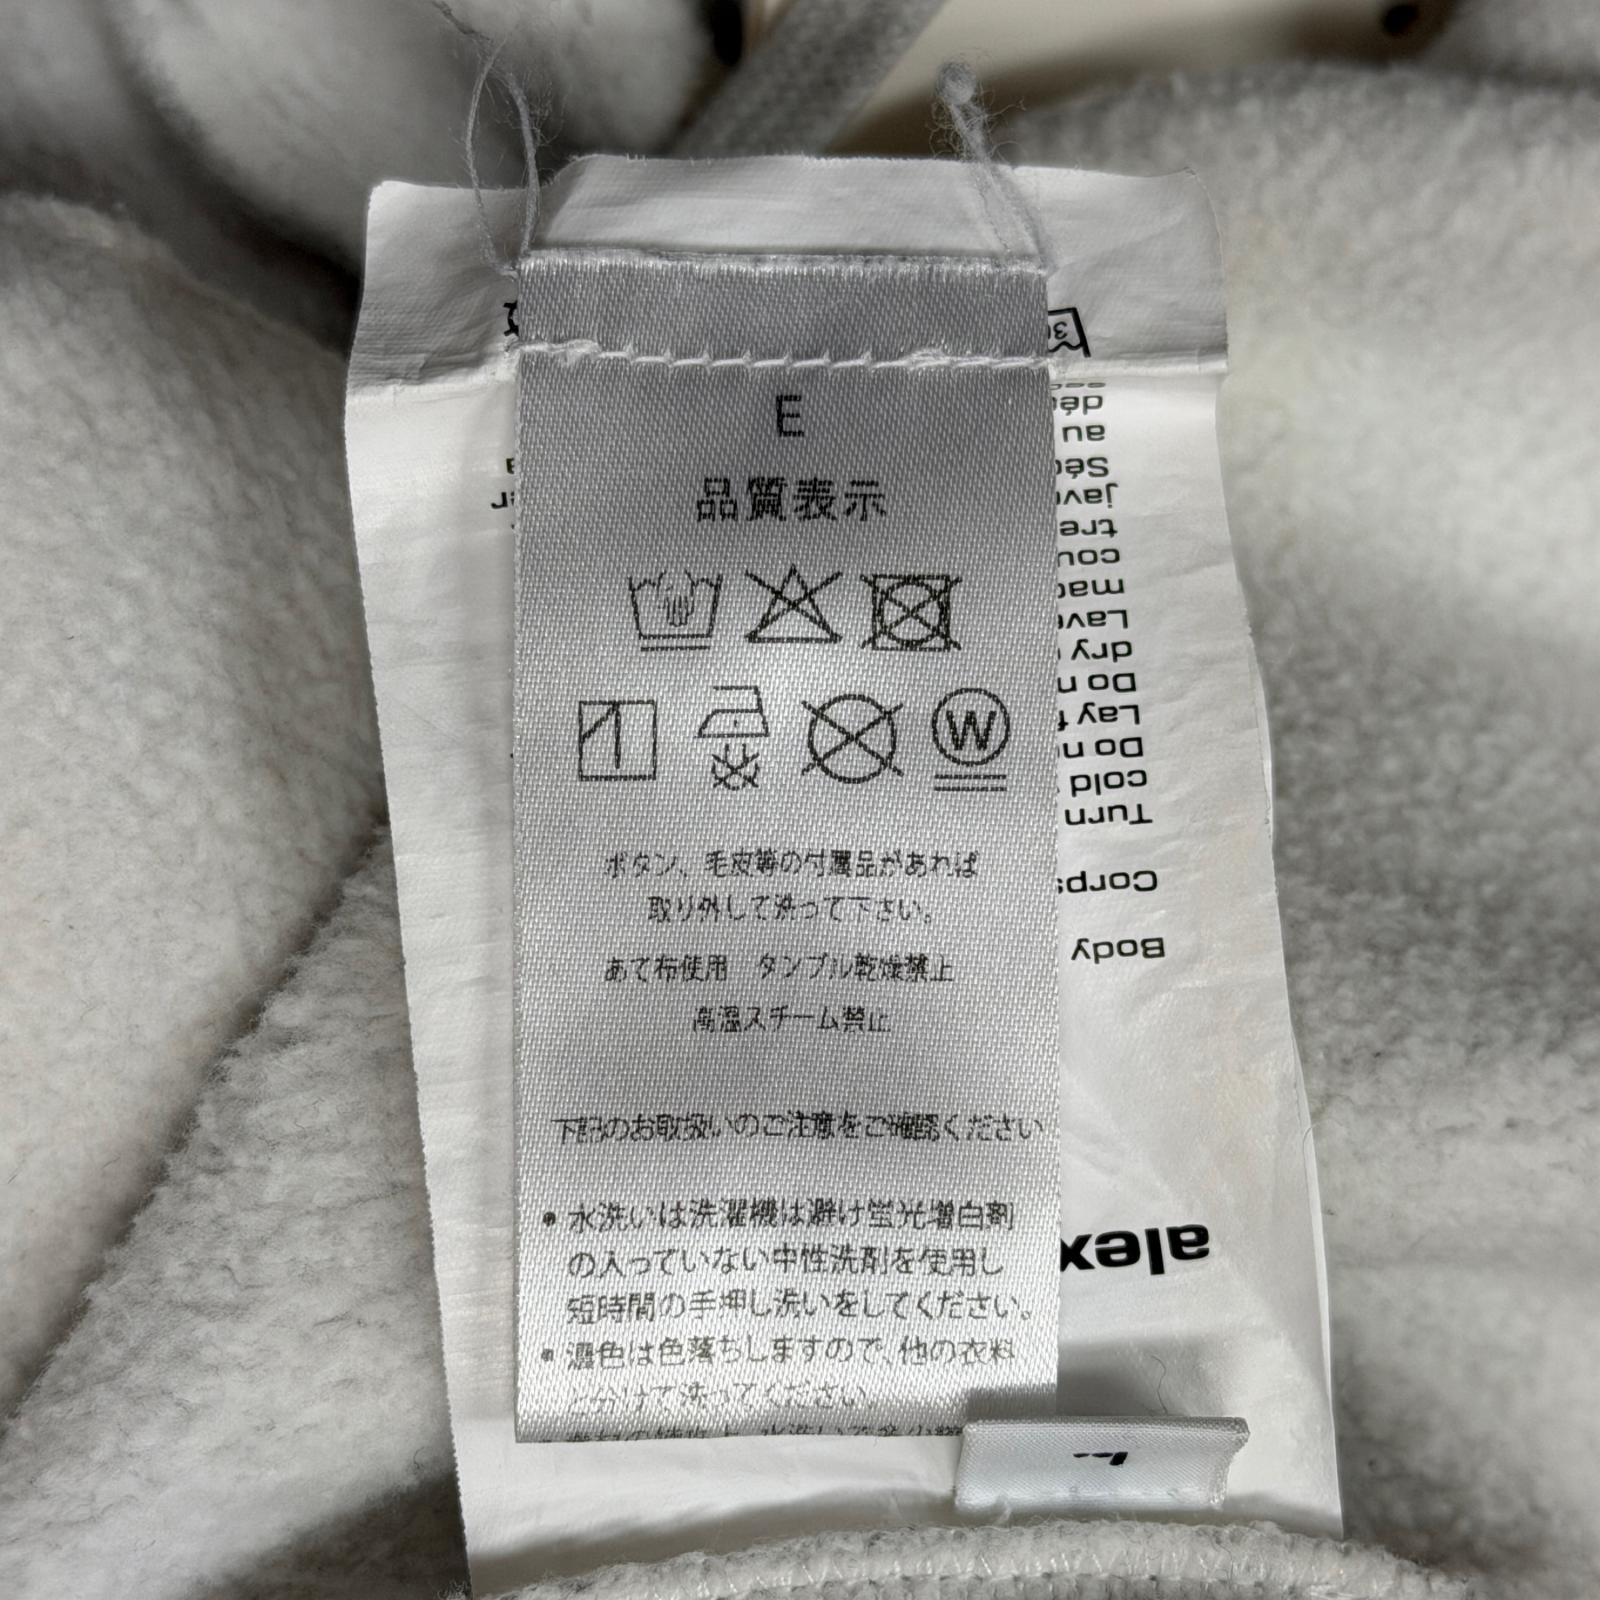 E
品質表示
W
ボタン、毛皮等の付属品があれば
取り外して洗って下さい。
あて布使用 タンブル乾燥禁止
高温スチーム禁止
下記のお取扱いのご注意をご確認ください
• 水洗いは洗濯機は避け蛍光増白剤
の入っていない中性洗剤を使用し
短時間の手押し洗いをしてください。
• 濃色は色落ちしますので、他の衣料
と分けて洗ってください
alex
Body
Corps
Turn
cold
Do n
Lay f
Do n
dry
Lave
mac
cou
tre
jave
Séc
au
dé
30